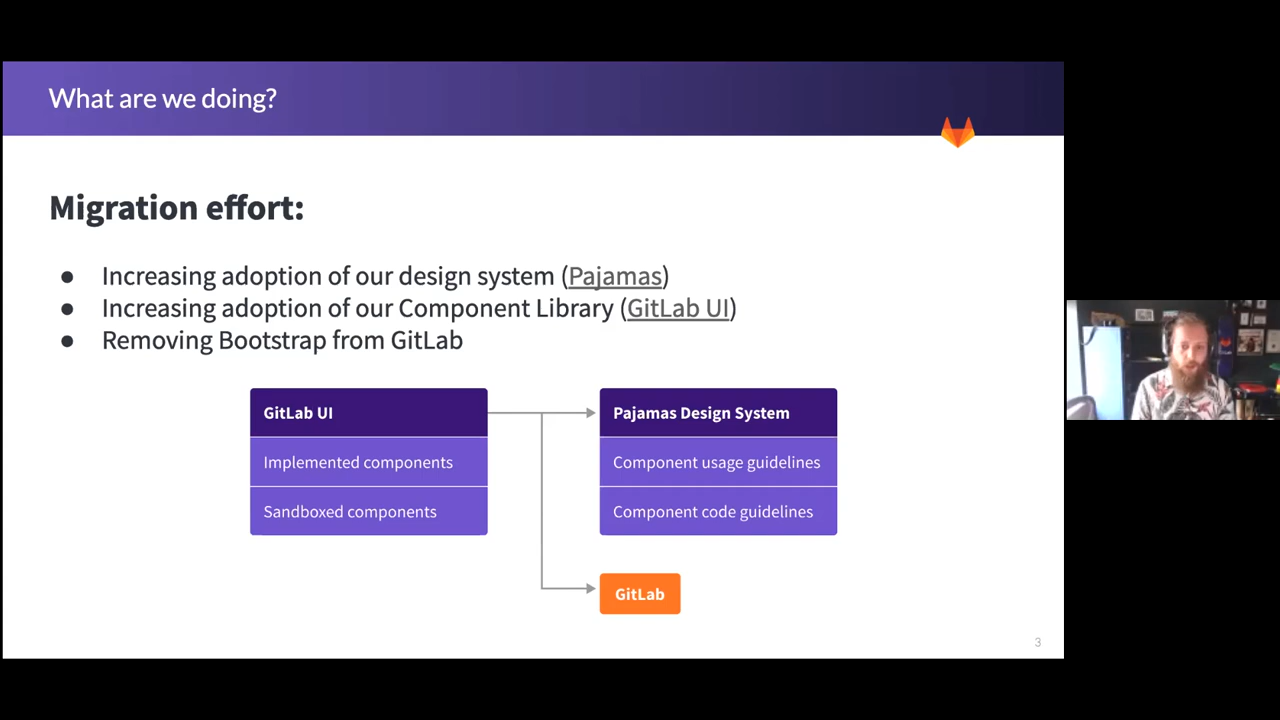 What are we doing?
Migration effort:
● Increasing adoption of our design system (Pajamas)
● Increasing adoption of our Component Library (GitLab UI)
● Removing Bootstrap from GitLab
GitLab UI
Implemented components
Sandboxed components
Pajamas Design System
Component usage guidelines
Component code guidelines
GitLab
3